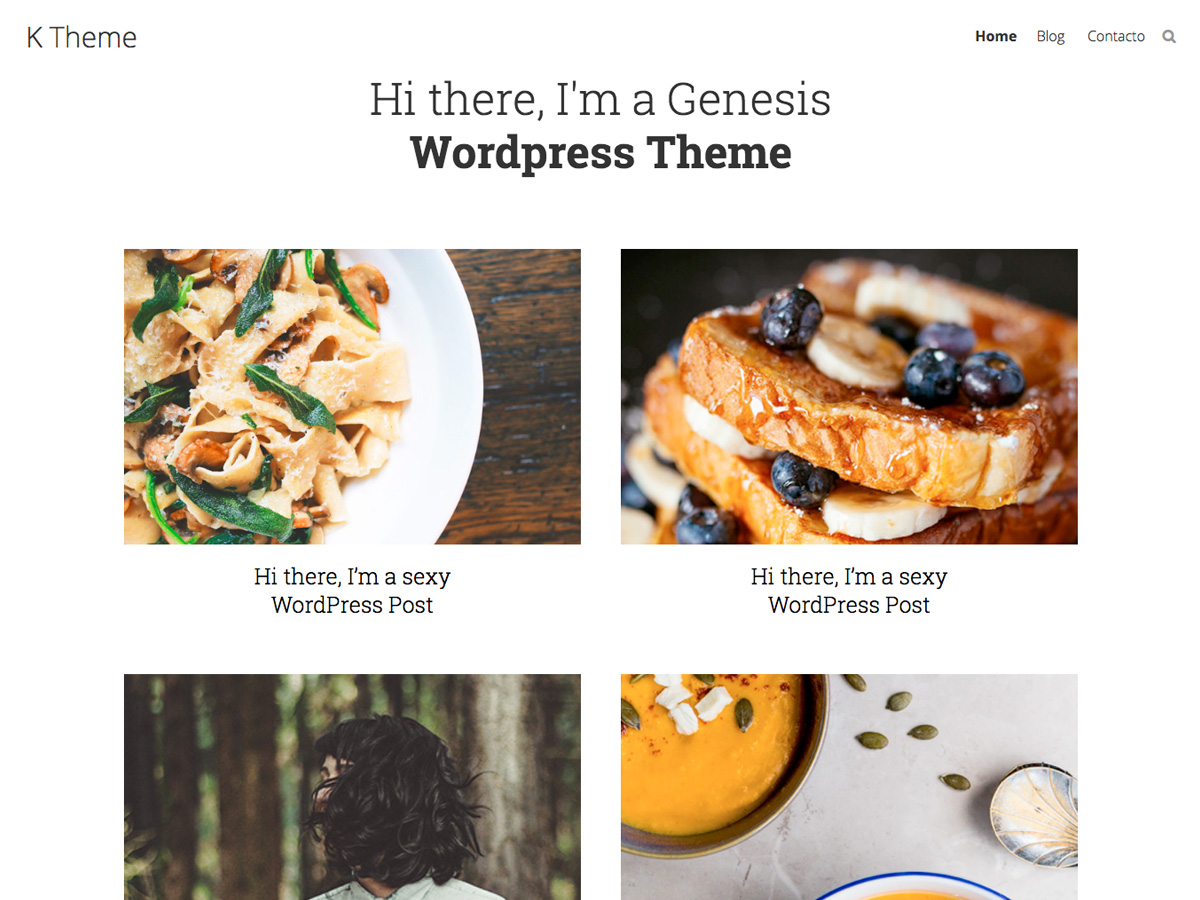 K Theme
Home Blog Contacto
Hi there, I'm a Genesis
Wordpress Theme
Hi there, I’m a sexy
WordPress Post
Hi there, I’m a sexy
WordPress Post